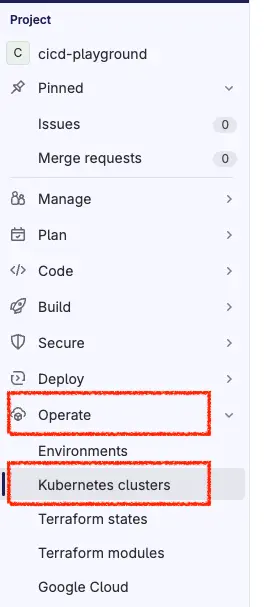 Project
C cicd-playground
Pinned
Issues 0
Merge requests 0
Manage
Plan
Code
Build
Secure
Deploy
Operate
Environments
Kubernetes clusters
Terraform states
Terraform modules
Google Cloud